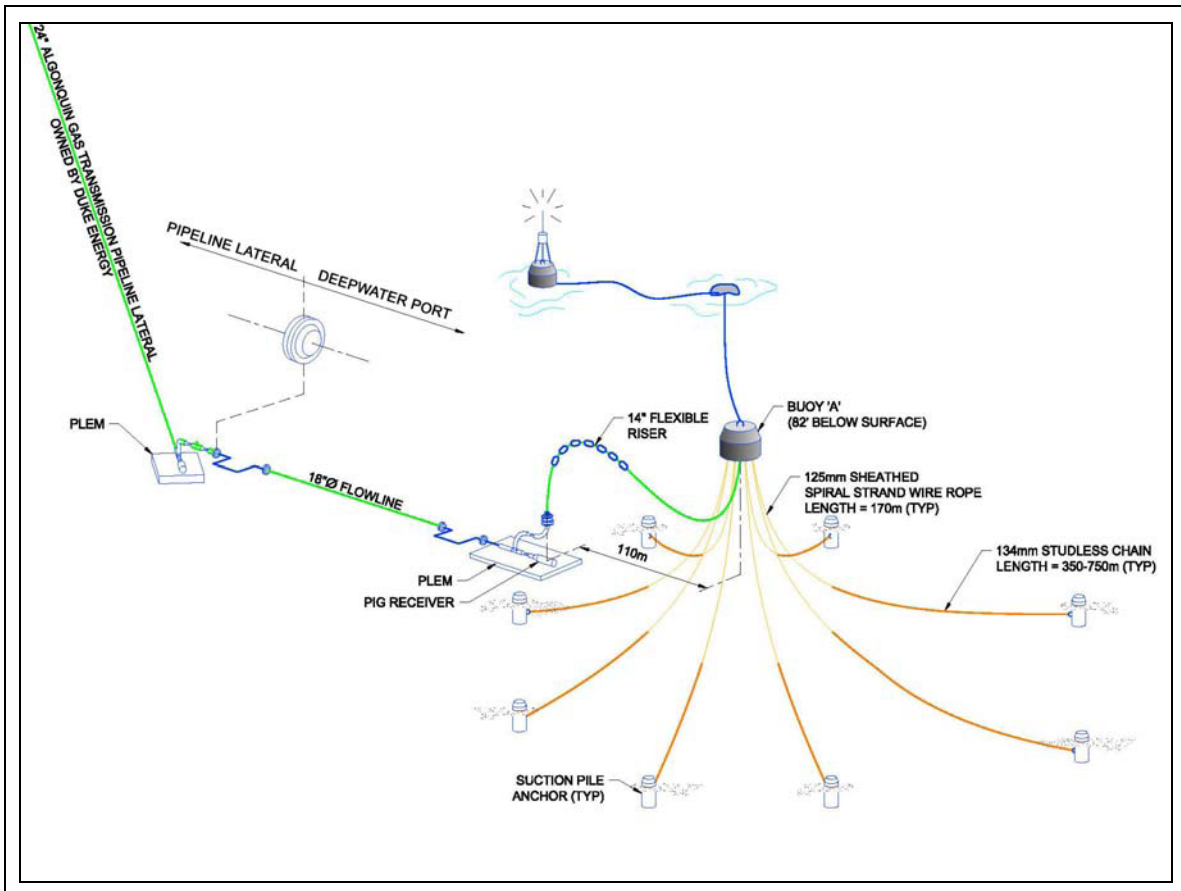 24" ALGONQUIN GAS TRANSMISSION PIPELINE LATERAL
OWNED BY DUKE ENERGY
PIPELINE LATERAL
DEEPWATER PORT
PLEM
18"Ø FLOWLINE
14" FLEXIBLE
RISER
BUOY 'A'
(82' BELOW SURFACE)
125mm SHEATHED
SPIRAL STRAND WIRE ROPE
LENGTH = 170m (TYP)
134mm STUDLESS CHAIN
LENGTH = 350-750m (TYP)
110m
PLEM
PIG RECEIVER
SUCTION PILE
ANCHOR (TYP)